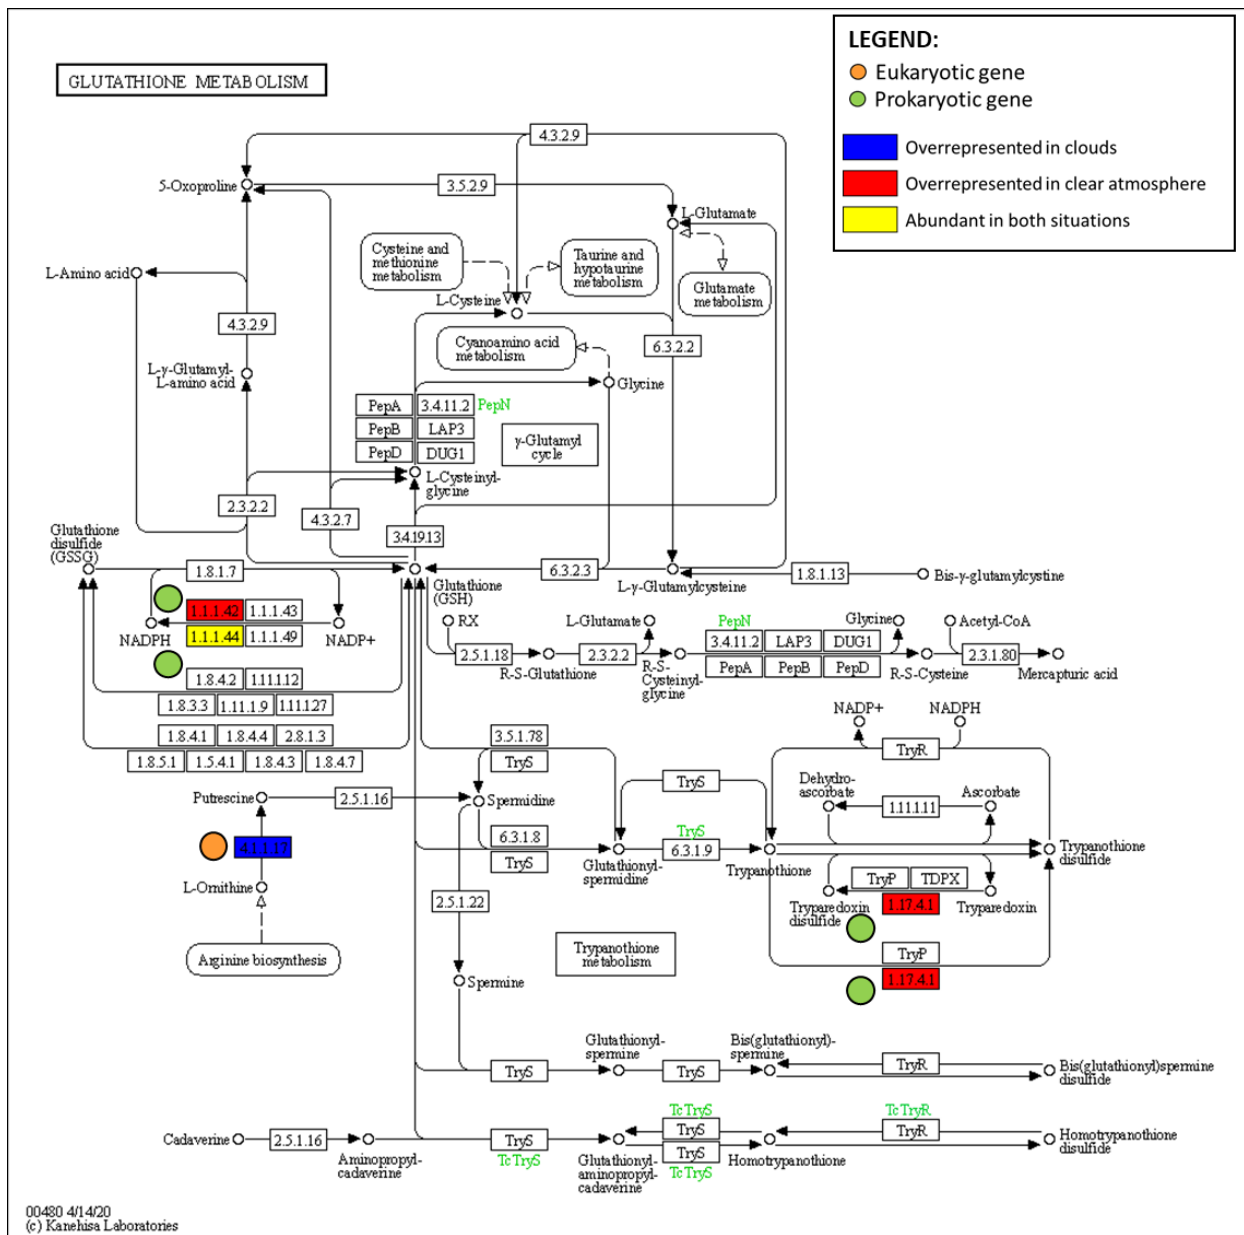 LEGEND:
Eukaryotic gene
Prokaryotic gene
Overrepresented in clouds
Overrepresented in clear atmosphere
Abundant in both situations
GLUTATHIONE METABOLISM
4.3.2.9
5-Oxoproline
3.5.2.9
L-Glutamate
Cysteine and
methionine
metabolism
Taurine and
hypotaurine
metabolism
L-Amino acid
Glutamate
metabolism
L-Cysteine
4.3.2.9
Cyanoamino acid
metabolism
6.3.2.2
L-γ-Glutamyl-
L-amino acid
Glycine
PepA
3.4.11.2
PepN
PepB
LAP3
PepD
DUG1
γ-Glutamyl
cycle
L-Cysteinyl-
glycine
2.3.2.2
4.3.2.7
3.4.19.13
Glutathione
disulfide
(GSSG)
1.8.1.7
Glutathione
(GSH)
6.3.2.3
L-γ-Glutamylcysteine
1.8.1.13
Bis-γ-glutamylcystine
1.1.1.42
1.1.1.43
NADPH
1.1.1.44
1.1.1.49
NADP+
RX
L-Glutamate
PepN
Glycine
Acetyl-CoA
3.4.11.2
LAP3
DUG1
2.5.1.18
2.3.2.2
PepA
PepB
PepD
2.3.1.80
R-S-Glutathione
R-S-
Cysteinyl-
glycine
R-S-Cysteine
Mercapturic acid
1.8.4.2
1.11.1.12
1.8.3.3
1.11.1.9
1.11.1.27
1.8.4.1
1.8.4.4
2.8.1.3
1.8.5.1
1.5.4.1
1.8.4.3
1.8.4.7
NADP+
NADPH
3.5.1.78
TryS
TryR
Putrescine
2.5.1.16
Spermidine
TryS
Dehydro-
ascorbate
1.11.1.11
Ascorbate
4.1.1.17
6.3.1.8
TryS
Glutathionyl-
spermidine
TryS
6.3.1.9
Trypanothione
Trypanothione
disulfide
L-Ornithine
TryP
TDPX
Tryparedoxin
disulfide
1.17.4.1
Tryparedoxin
2.5.1.22
Arginine biosynthesis
Trypanothione
metabolism
TryP
1.17.4.1
Spermine
Glutathionyl-
spermine
Bis(glutathionyl)-
spermine
TryS
TryS
TryR
Bis(glutathionyl)spermine
disulfide
TcTryS
TcTryR
Cadaverine
2.5.1.16
Aminopropyl-
cadaverine
TryS
TcTryS
Glutathionyl-
aminopropyl-
cadaverine
TryS
TryS
TcTryS
Homotrypanothione
TryR
Homotrypanothione
disulfide
00480 4/14/20
(c) Kanehisa Laboratories